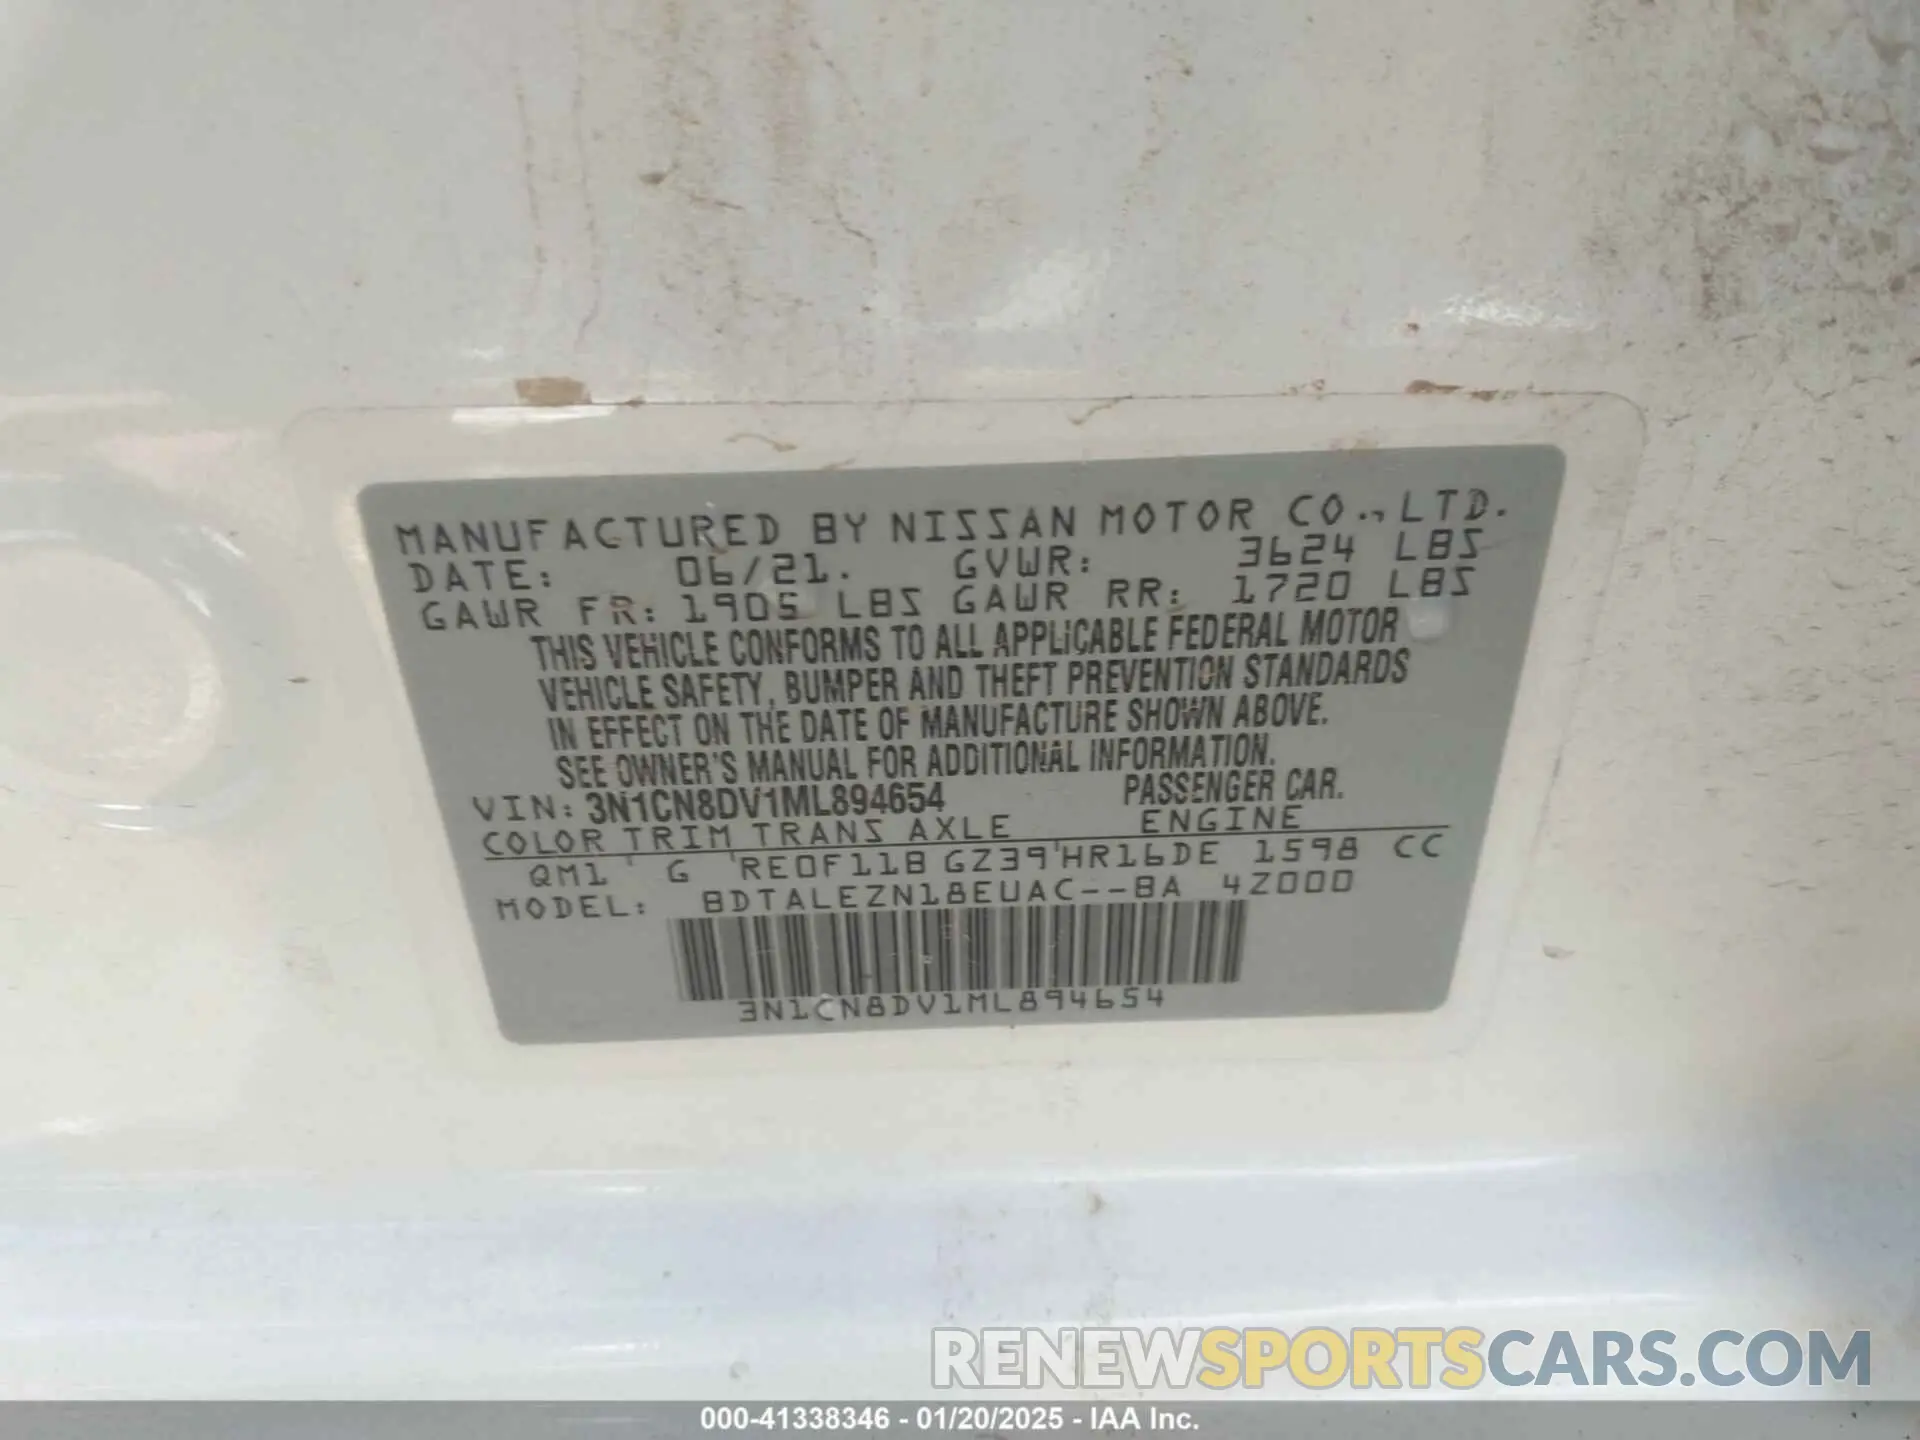 MANUFACTURED BY NISSAN MOTOR CO., LTD.
DATE: 06/21. GVWR: 3624 LBS
GAWR FR: 1905 LBS GAWR RR: 1720 LBS
THIS VEHICLE CONFORMS TO ALL APPLICABLE FEDERAL MOTOR
VEHICLE SAFETY, BUMPER AND THEFT PREVENTION STANDARDS
IN EFFECT ON THE DATE OF MANUFACTURE SHOWN ABOVE.
SEE OWNER'S MANUAL FOR ADDITIONAL INFORMATION.
VIN: 3N1CN8DV1ML894654 PASSENGER CAR.
COLOR TRIM TRANS AXLE ENGINE
QM1 G RE0F11B GZ39 HR16DE 1598 CC
MODEL: BDTALEZN18EUAC--BA 4Z000
3N1CN8DV1ML894654
RENEWSPORTSCARS.COM
000-41338346 - 01/20/2025 - IAA Inc.